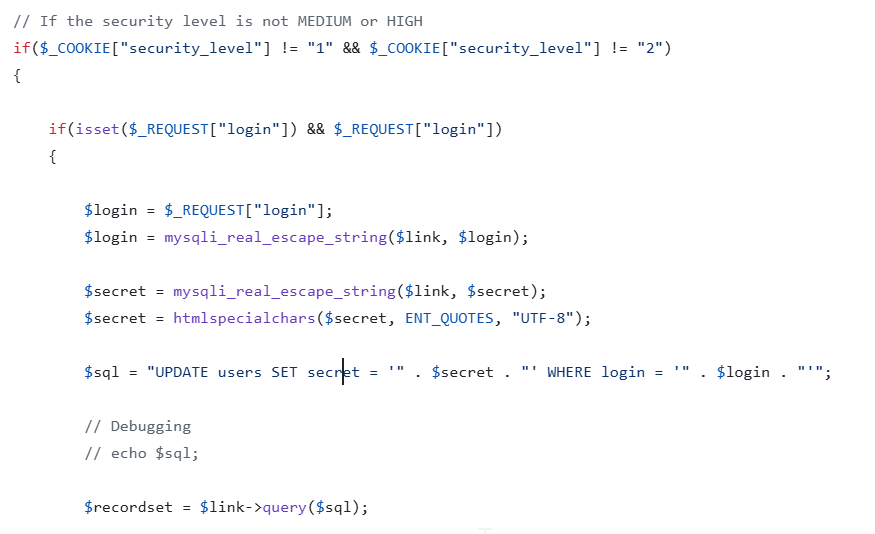 // If the security level is not MEDIUM or HIGH
if($_COOKIE["security_level"] != "1" && $_COOKIE["security_level"] != "2")
{
if(isset($_REQUEST["login"]) && $_REQUEST["login"])
{
$login = $_REQUEST["login"];
$login = mysqli_real_escape_string($link, $login);
$secret = mysqli_real_escape_string($link, $secret);
$secret = htmlspecialchars($secret, ENT_QUOTES, "UTF-8");
$sql = "UPDATE users SET secret = '" . $secret . "' WHERE login = '" . $login . "'";
// Debugging
// echo $sql;
$recordset = $link->query($sql);